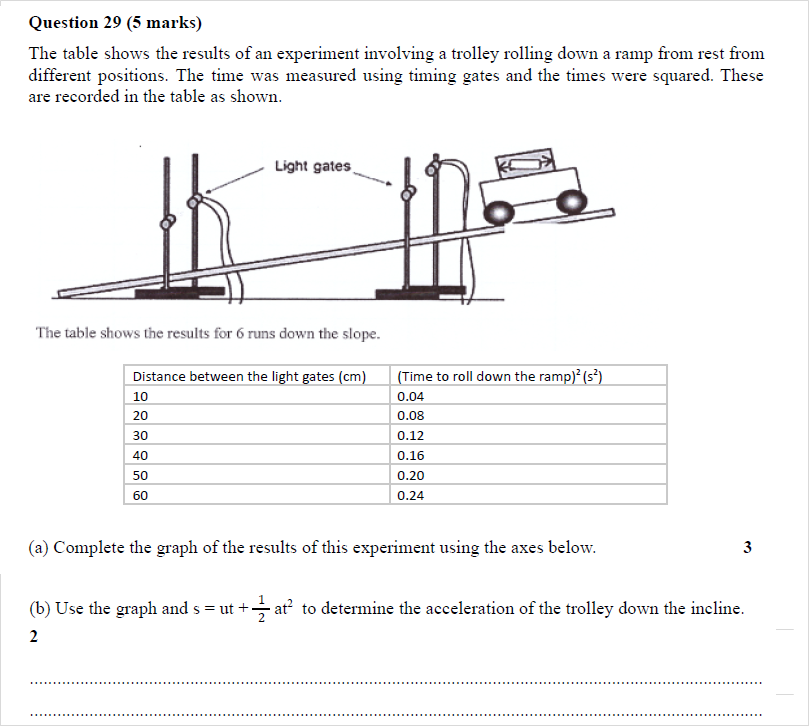 Question 29 (5 marks)
The table shows the results of an experiment involving a trolley rolling down a ramp from rest from
different positions. The time was measured using timing gates and the times were squared. These
are recorded in the table as shown.
Light gates
The table shows the results for 6 runs down the slope.
Distance between the light gates (cm) (Time to roll down the ramp)² (s²)
10 0.04
20 0.08
30 0.12
40 0.16
50 0.20
60 0.24
(a) Complete the graph of the results of this experiment using the axes below. 3
(b) Use the graph and s = ut + 1/2 at² to determine the acceleration of the trolley down the incline.
2